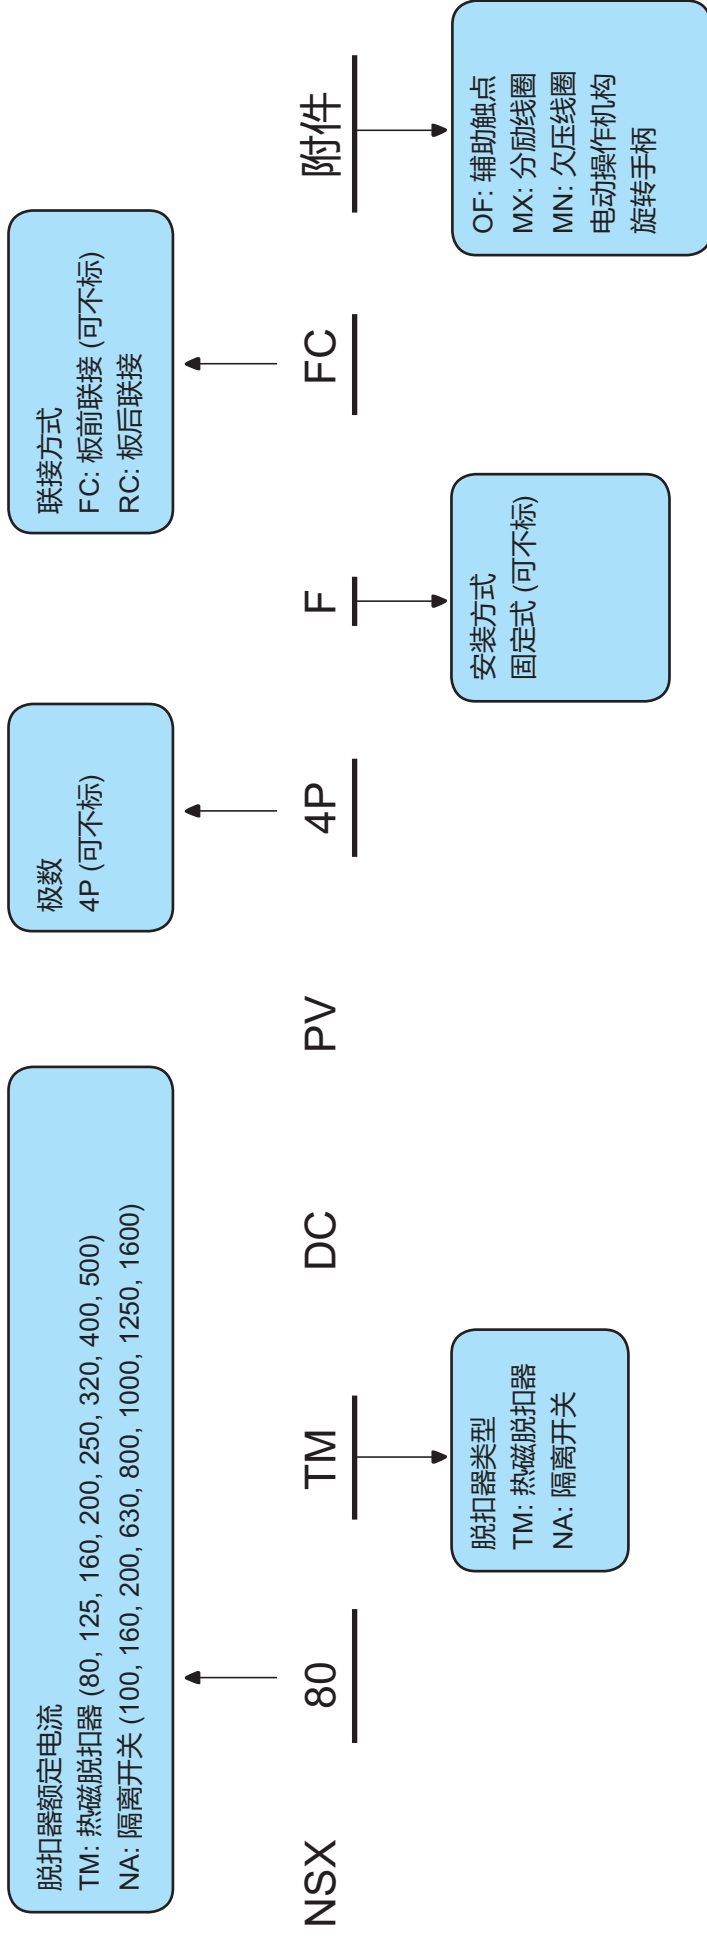 脱扣器额定电流
TM: 热磁脱扣器 (80, 125, 160, 200, 250, 320, 400, 500)
NA: 隔离开关 (100, 160, 200, 630, 800, 1000, 1250, 1600)
极数
4P (可不标)
联接方式
FC: 板前联接 (可不标)
RC: 板后联接
NSX 80 TM DC PV 4P F FC 附件
脱扣器类型
TM: 热磁脱扣器
NA: 隔离开关
安装方式
固定式 (可不标)
OF: 辅助触点
MX: 分励线圈
MN: 欠压线圈
电动操作机构
旋转手柄